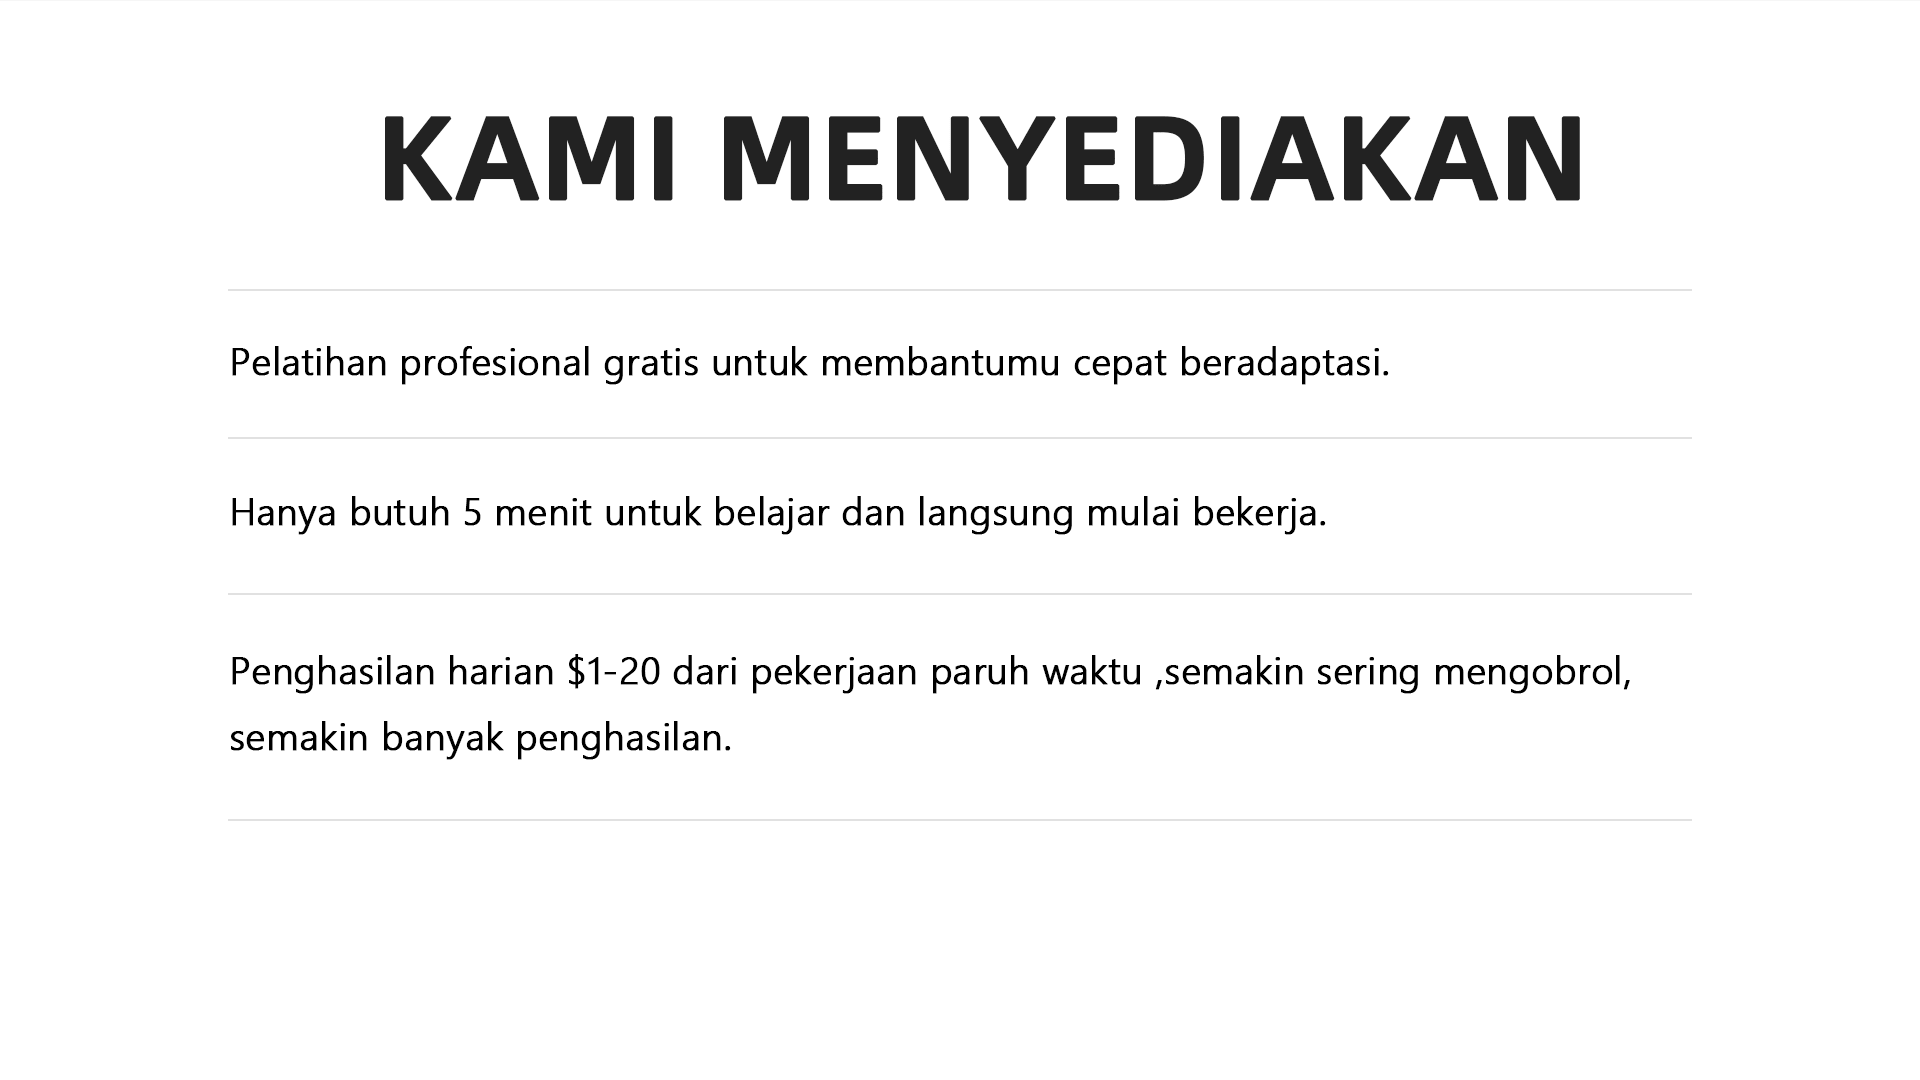 KAMI MENYEDIAKAN
Pelatihan profesional gratis untuk membantumu cepat beradaptasi.
Hanya butuh 5 menit untuk belajar dan langsung mulai bekerja.
Penghasilan harian $1-20 dari pekerjaan paruh waktu ,semakin sering mengobrol,
semakin banyak penghasilan.